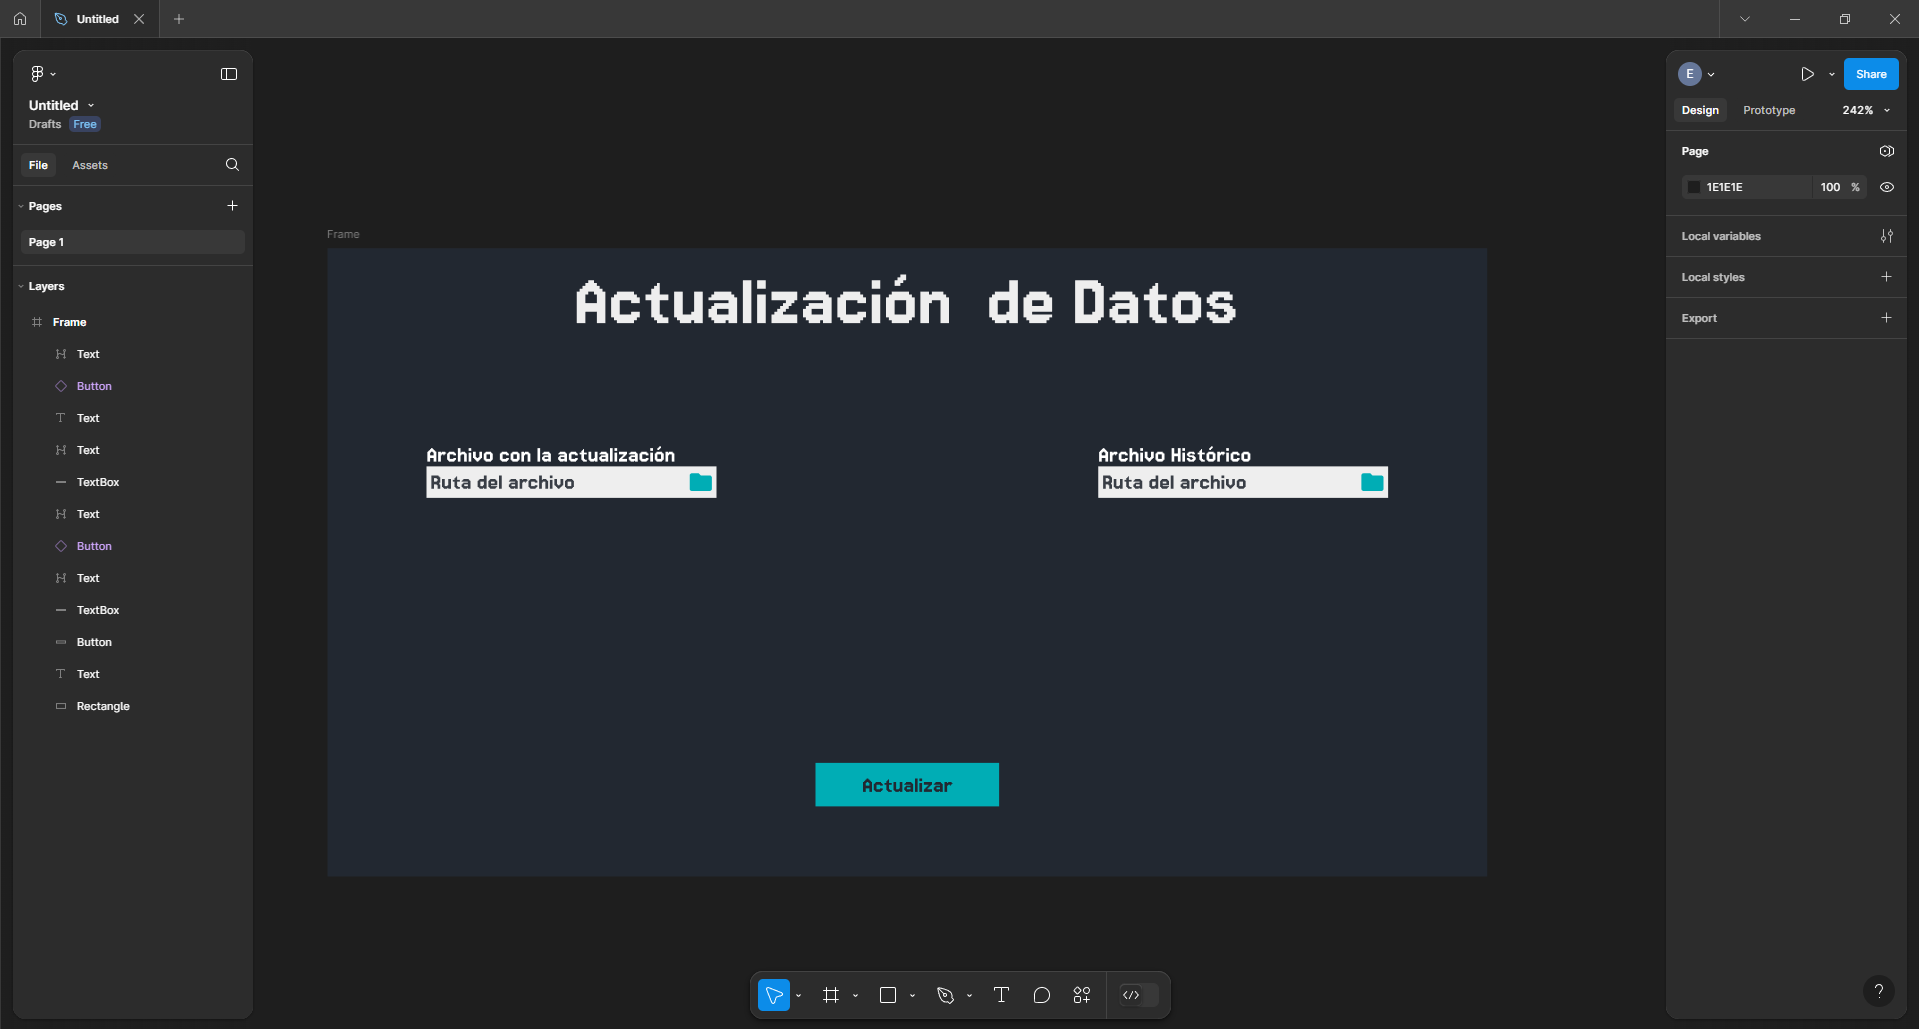 Untitled
Untitled
Drafts Free
File Assets
Pages
Page 1
Layers
Frame
Text
Button
Text
Text
TextBox
Text
Button
Text
TextBox
Button
Text
Rectangle
Frame
Actualización de Datos
Archivo con la actualización
Ruta del archivo
Archivo Histórico
Ruta del archivo
Actualizar
E
Share
Design Prototype 242%
Page
1E1E1E 100 %
Local variables
Local styles
Export
?